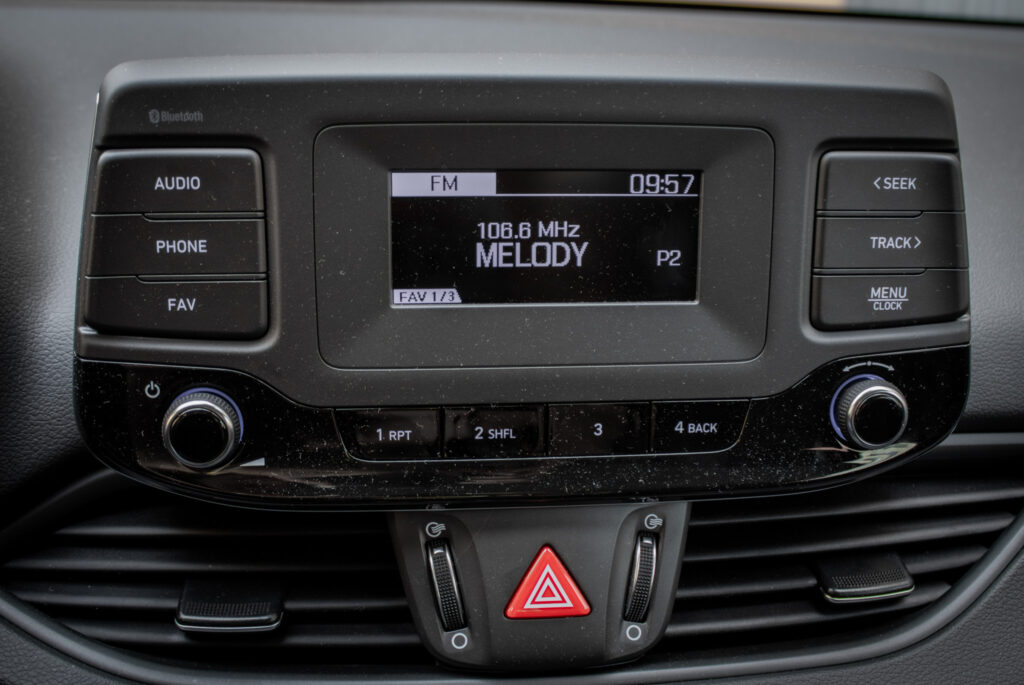 Bluetooth
AUDIO
PHONE
FAV
FM 09:57
106.6 MHz
MELODY
P2
FAV 1/3
<SEEK
TRACK>
MENU
CLOCK
1 RPT
2 SHFL
3
4 BACK